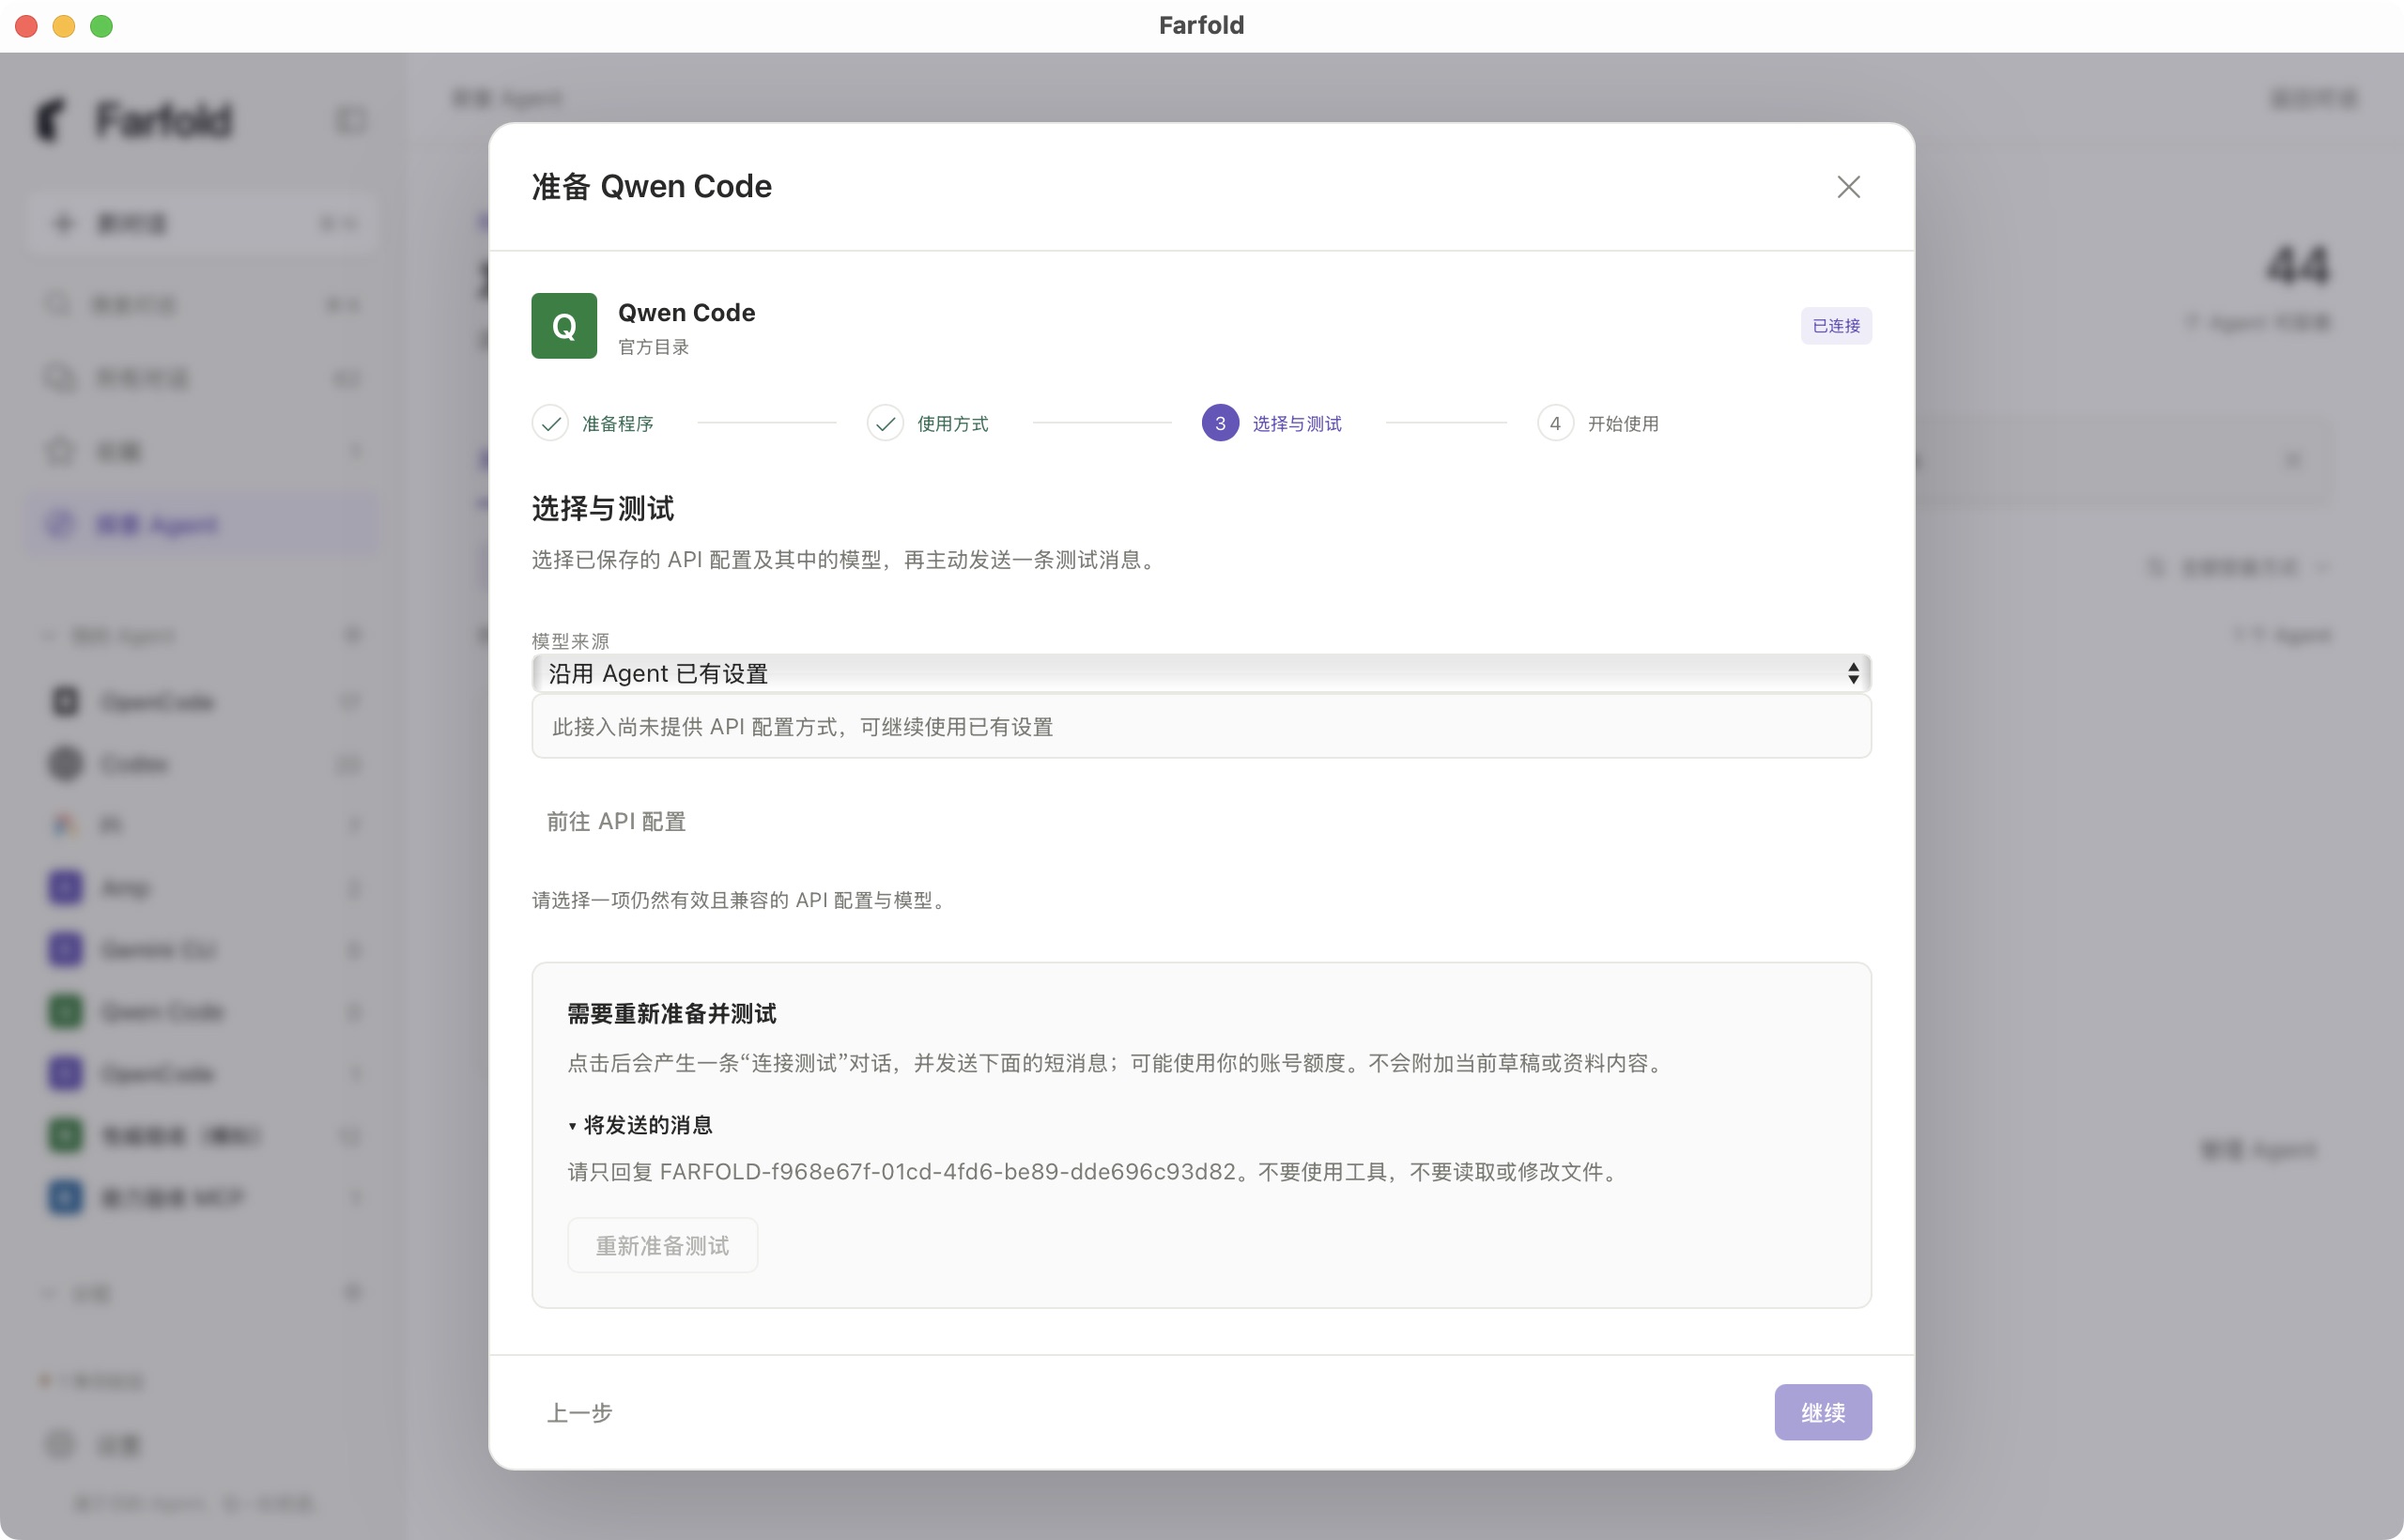 Farfold
Farfold
44
准备 Qwen Code
Q
Qwen Code
官方目录
已连接
准备程序
使用方式
3
选择与测试
4
开始使用
选择与测试
选择已保存的 API 配置及其中的模型，再主动发送一条测试消息。
模型来源
沿用 Agent 已有设置
此接入尚未提供 API 配置方式，可继续使用已有设置
前往 API 配置
请选择一项仍然有效且兼容的 API 配置与模型。
需要重新准备并测试
点击后会产生一条“连接测试”对话，并发送下面的短消息；可能使用你的账号额度。不会附加当前草稿或资料内容。
▾ 将发送的消息
请只回复 FARFOLD-f968e67f-01cd-4fd6-be89-dde696c93d82。不要使用工具，不要读取或修改文件。
重新准备测试
上一步
继续
OpenCode
Codex
Amp
Gemini CLI
Qwen Code
OpenCode